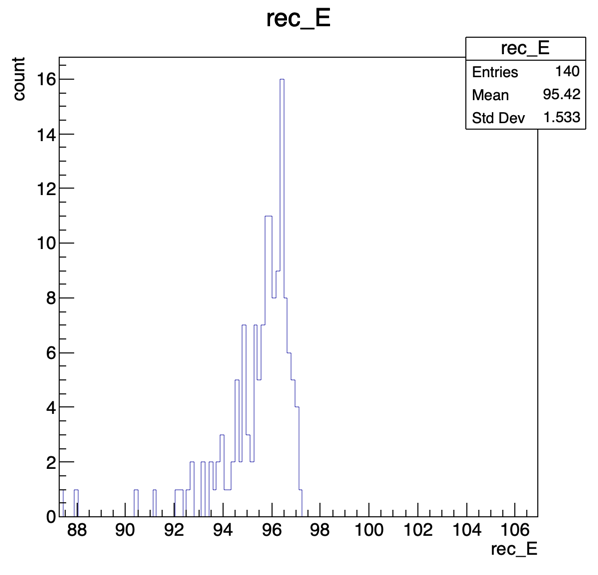 rec_E
count
rec_E
Entries 140
Mean 95.42
Std Dev 1.533
16
14
12
10
8
6
4
2
0
88 90 92 94 96 98 100 102 104 106
rec_E